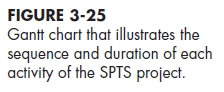 FIGURE 3-25
Gantt chart that illustrates the
sequence and duration of each
activity of the SPTS project.